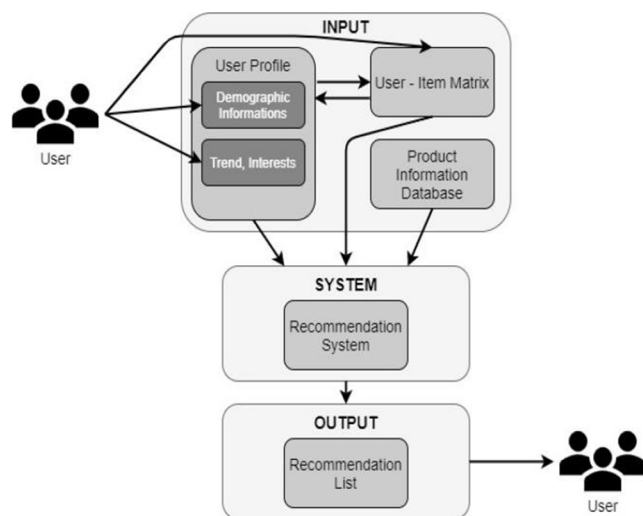 INPUT
User Profile
Demographic
Informations
Trend, Interests
User - Item Matrix
Product
Information
Database
User
SYSTEM
Recommendation
System
OUTPUT
Recommendation
List
User